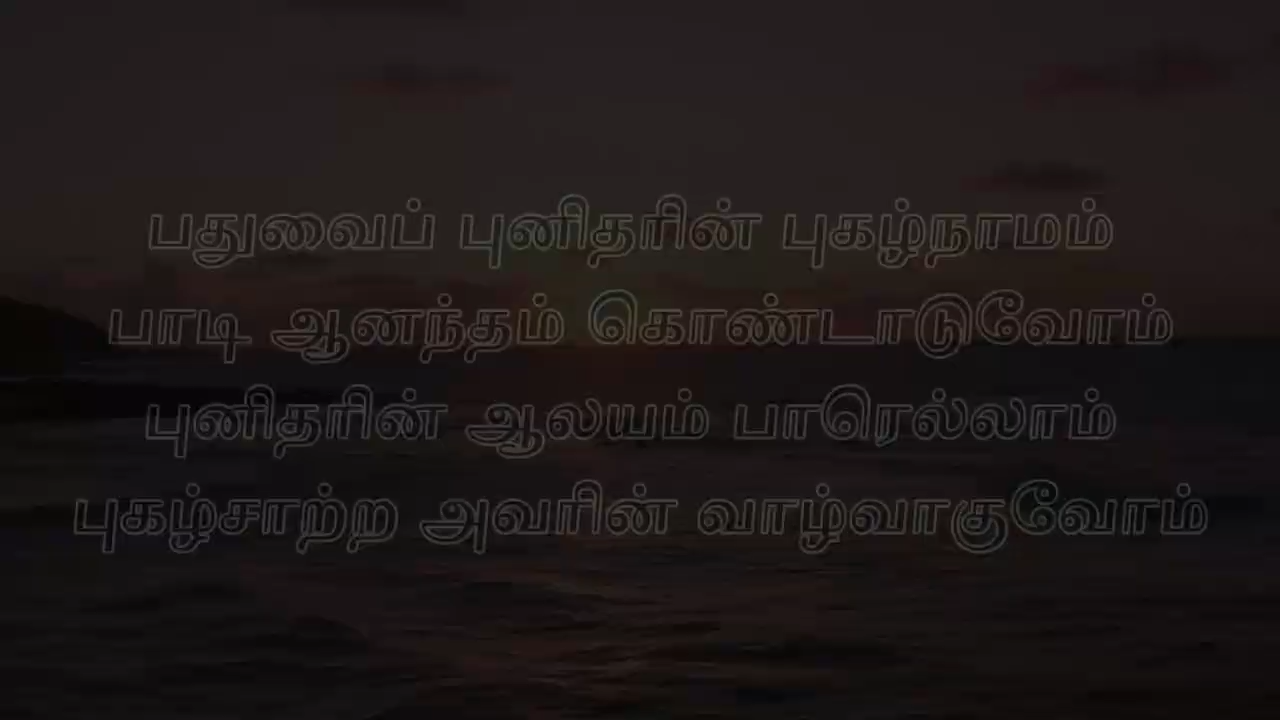 பதுவைப் புனிதரின் புகழ்நாமம்
பாடி ஆனந்தம் கொண்டாடுவோம்
புனிதரின் ஆலயம் பாரெல்லாம்
புகழ்சாற்ற அவரின் வாழ்வாகுவோம்